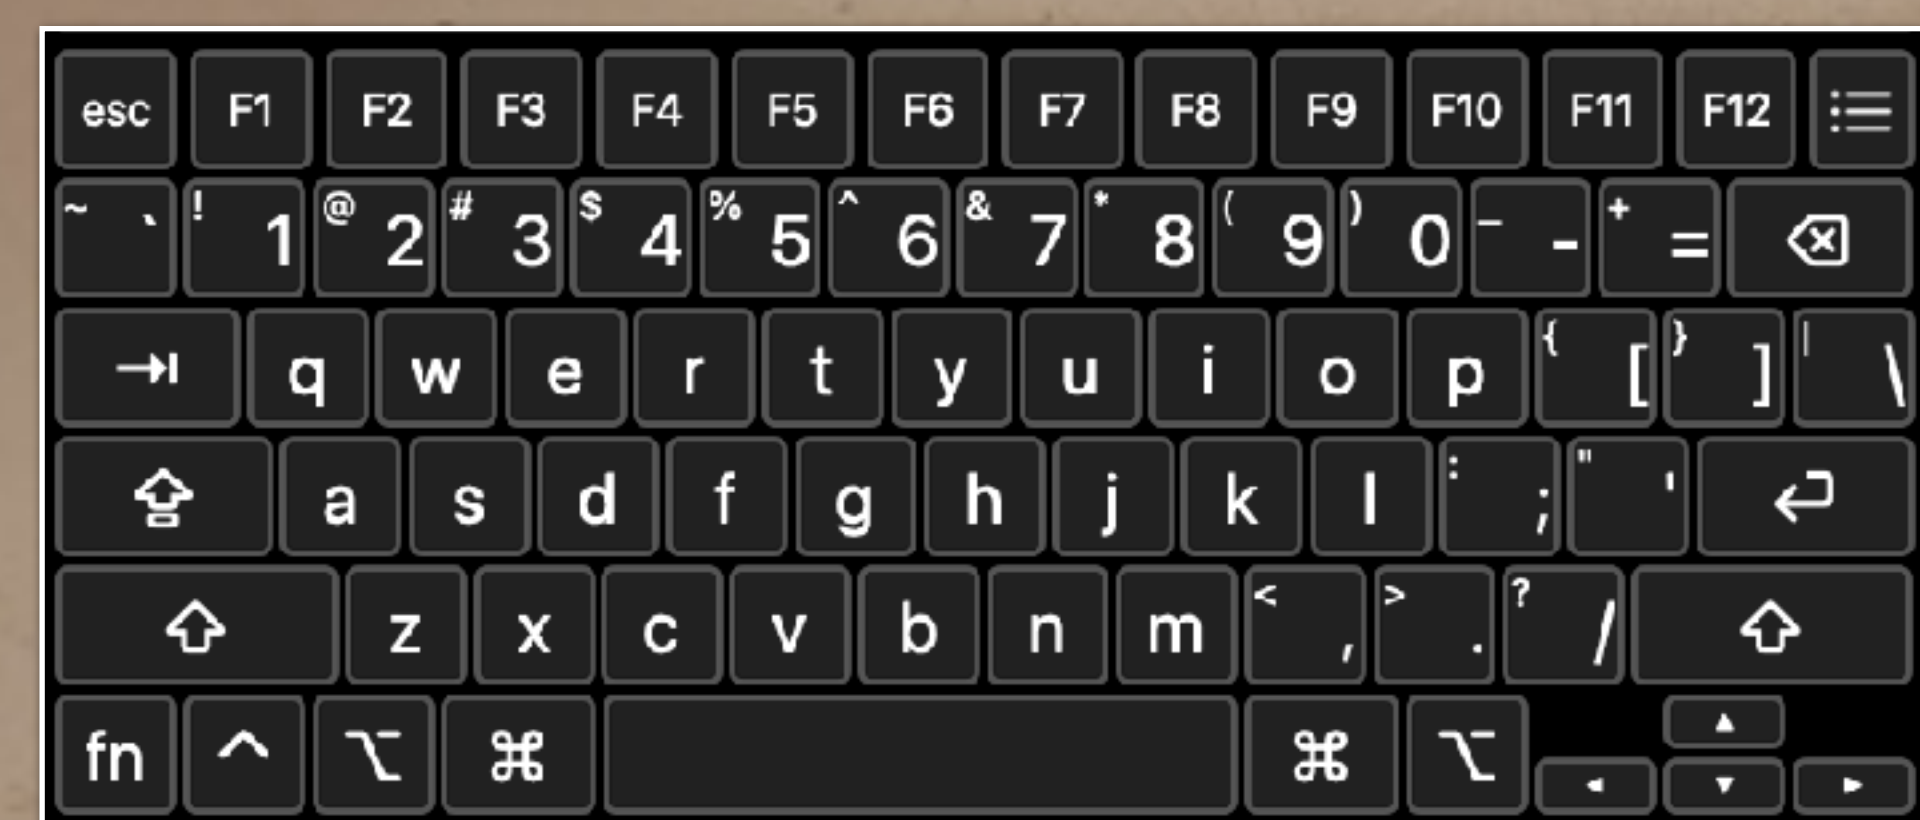 esc F1 F2 F3 F4 F5 F6 F7 F8 F9 F10 F11 F12
~ ` ! 1 @ 2 # 3 $ 4 % 5 ^ 6 & 7 * 8 ( 9 ) 0 _ - + =
q w e r t y u i o p { [ } ] | \
a s d f g h j k l : ; " '
z x c v b n m < , > . ? /
fn ^ ⌥ ⌘ ⌘ ⌥